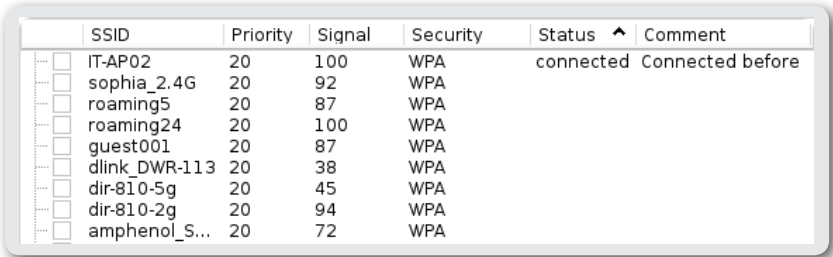 SSID Priority Signal Security Status Comment
IT-AP02 20 100 WPA connected Connected before
sophia_2.4G 20 92 WPA
roaming5 20 87 WPA
roaming24 20 100 WPA
guest001 20 87 WPA
dlink_DWR-113 20 38 WPA
dir-810-5g 20 45 WPA
dir-810-2g 20 94 WPA
amphenol_S... 20 72 WPA